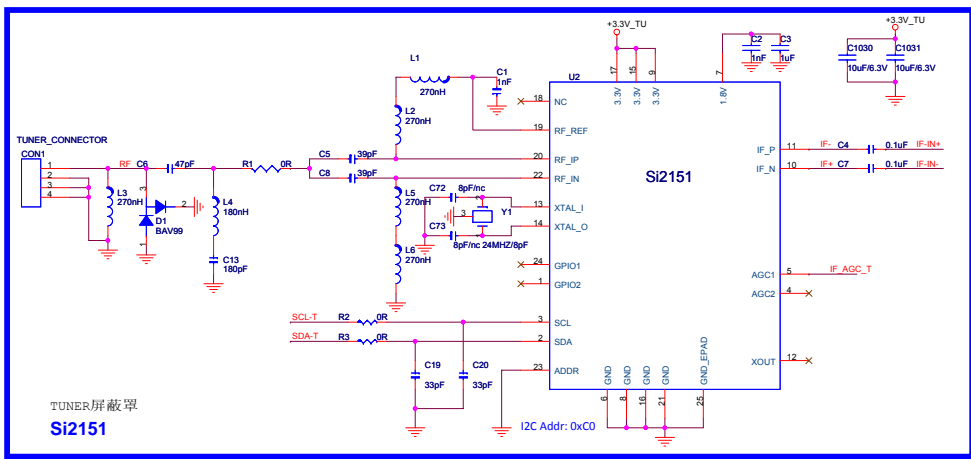 +3.3V_TU
+3.3V_TU
C2
1nF
C3
1uF
C1030
10uF/6.3V
C1031
10uF/6.3V
L1
270nH
C1
1nF
U2
17
15
9
7
3.3V
3.3V
3.3V
1.8V
18
NC
L2
270nH
19
RF_REF
TUNER_CONNECTOR
CON1
1
2
3
4
RF
C6
47pF
R1
0R
C5
39pF
20
RF_IP
C8
39pF
22
RF_IN
Si2151
IF_P
11
IF-
C4
0.1uF
IF-IN+
IF_N
10
IF+
C7
0.1uF
IF-IN-
L3
270nH
3
2
1
D1
BAV99
L4
180nH
C13
180pF
L5
270nH
C72
8pF/nc
13
XTAL_I
2
3
1
Y1
14
XTAL_O
C73
8pF/nc
24MHZ/8pF
L6
270nH
24
GPIO1
1
GPIO2
AGC1
5
IF_AGC_T
AGC2
4
SCL-T
R2
0R
3
SCL
SDA-T
R3
0R
2
SDA
C19
33pF
C20
33pF
23
ADDR
XOUT
12
GND
GND
GND
GND
GND_EPAD
6
8
16
21
25
TUNER屏蔽罩
Si2151
I2C Addr: 0xC0